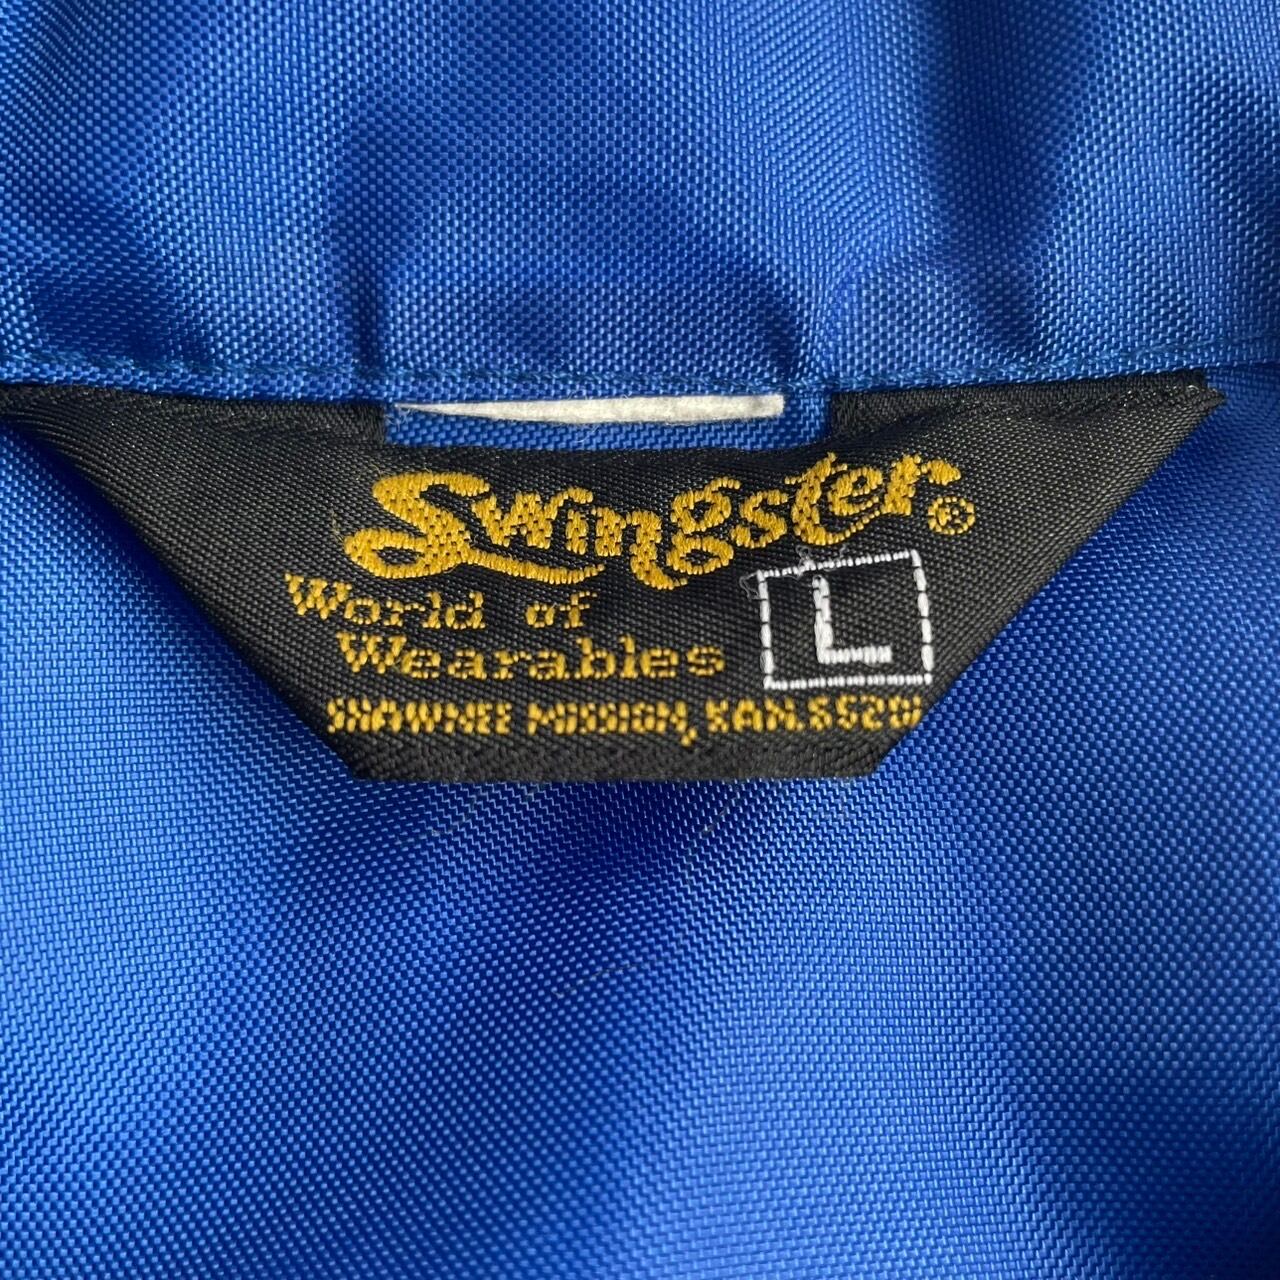 Swingster®
World of
Wearables
L
SHAWNEE MISSION, KAN. 66201